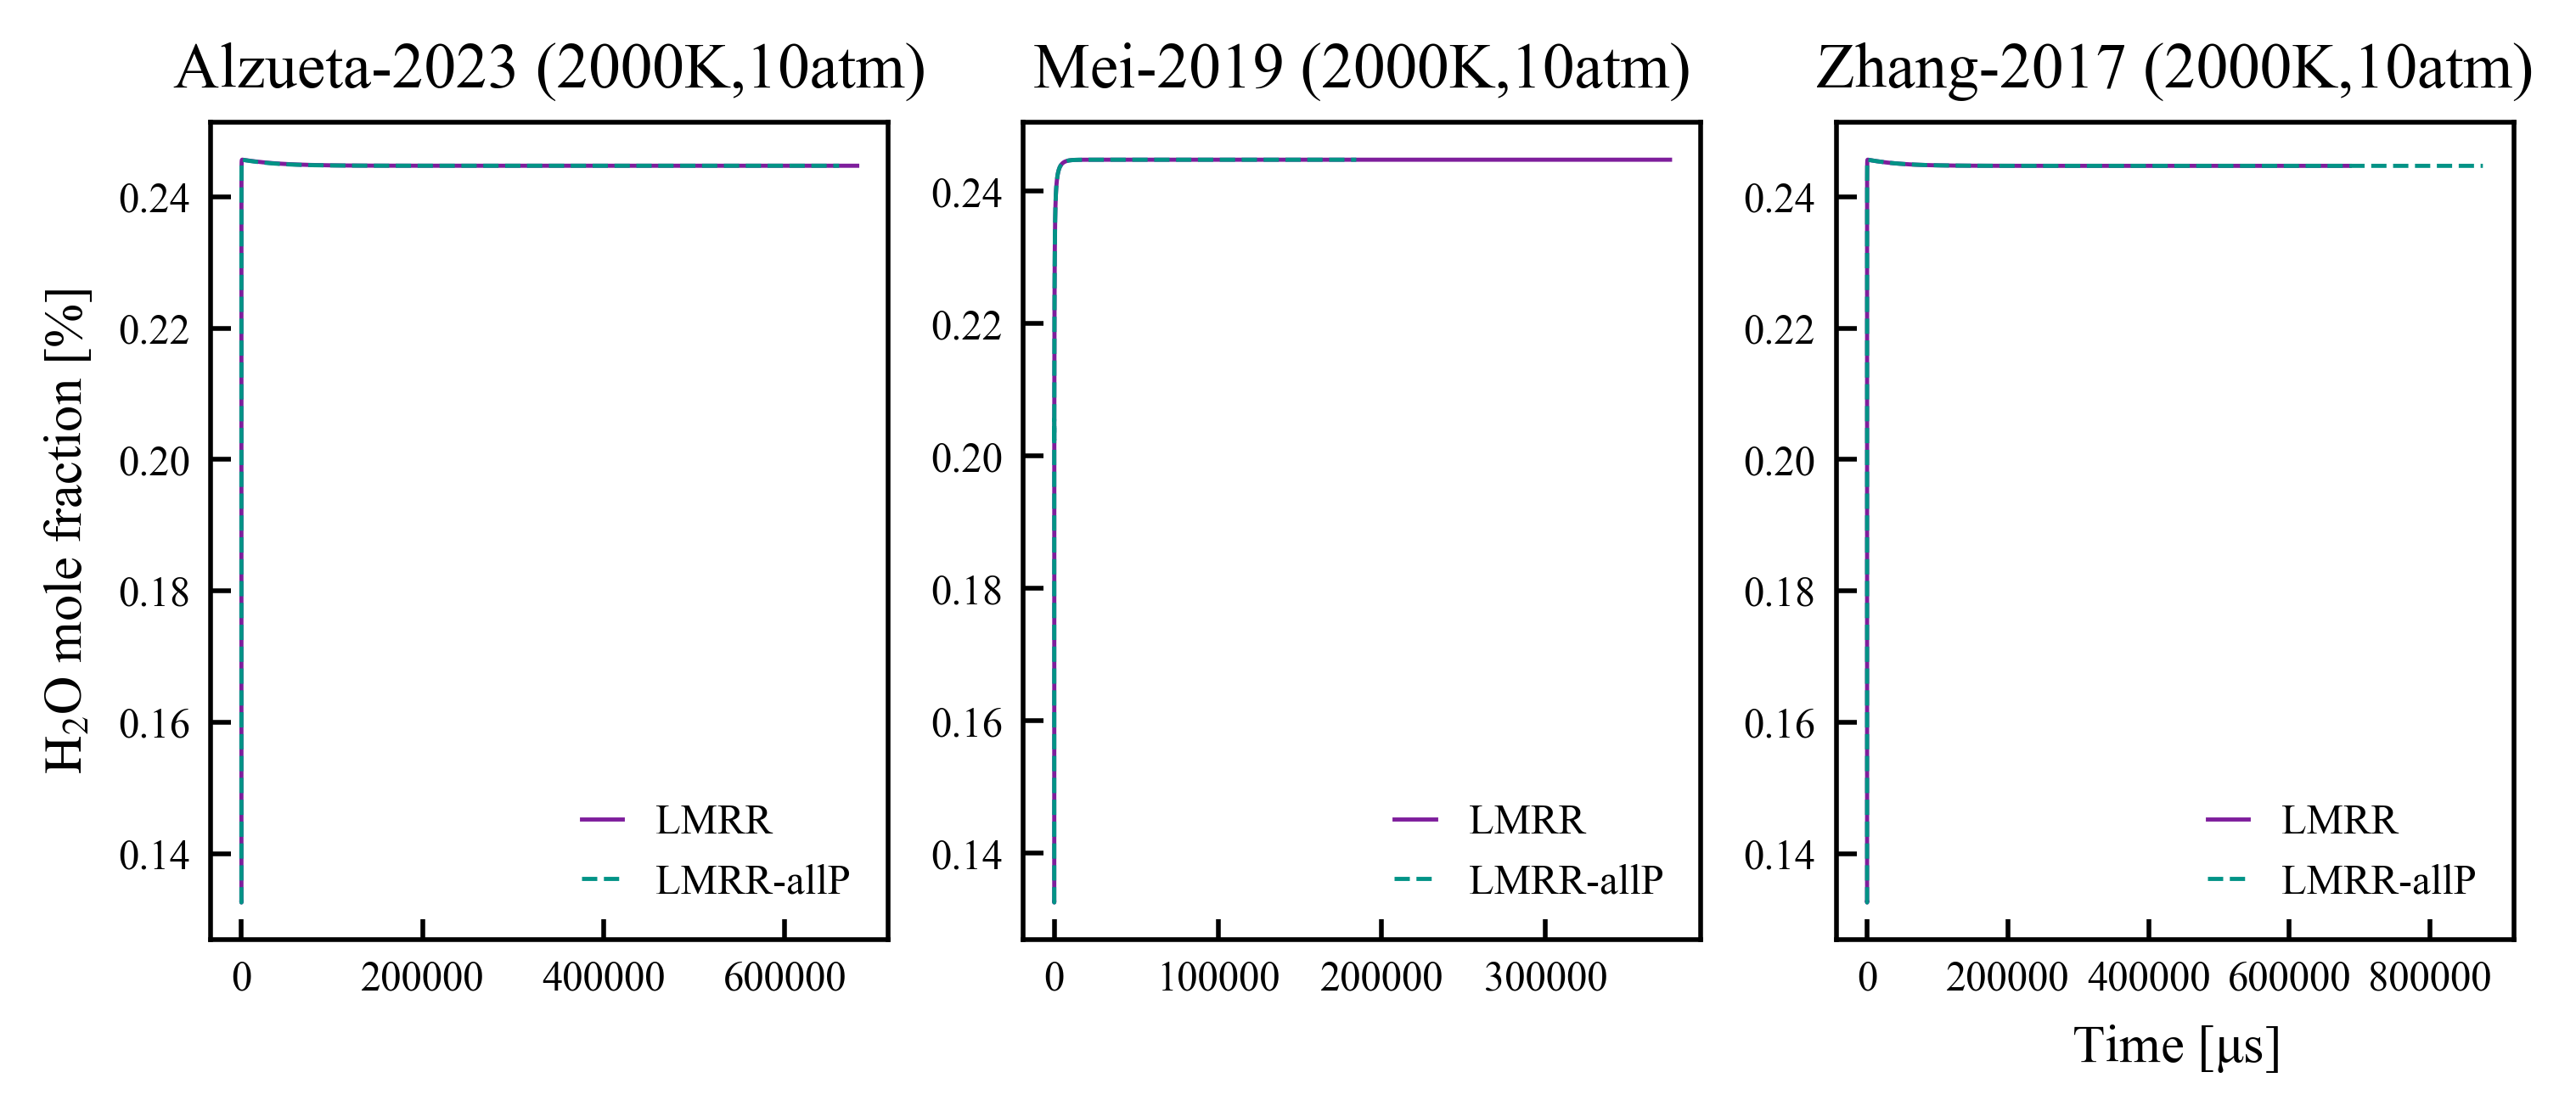 Alzueta-2023 (2000K,10atm)
Mei-2019 (2000K,10atm)
Zhang-2017 (2000K,10atm)
H₂O mole fraction [%]
0.24
0.22
0.20
0.18
0.16
0.14
LMRR
LMRR-allP
0 200000 400000 600000
0.24
0.22
0.20
0.18
0.16
0.14
LMRR
LMRR-allP
0 100000 200000 300000
0.24
0.22
0.20
0.18
0.16
0.14
LMRR
LMRR-allP
0 200000 400000 600000 800000
Time [μs]